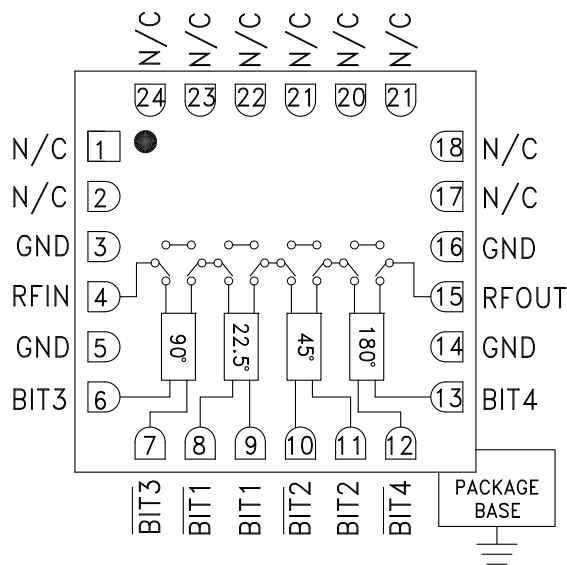 N/C N/C N/C N/C N/C N/C
24 23 22 21 20 21
N/C 1 18 N/C
N/C 2 17 N/C
GND 3 16 GND
RFIN 4 15 RFOUT
GND 5 14 GND
90° 22.5° 45° 180°
BIT3 6 13 BIT4
7 8 9 10 11 12
BIT3 BIT1 BIT1 BIT2 BIT2 BIT4
PACKAGE
BASE